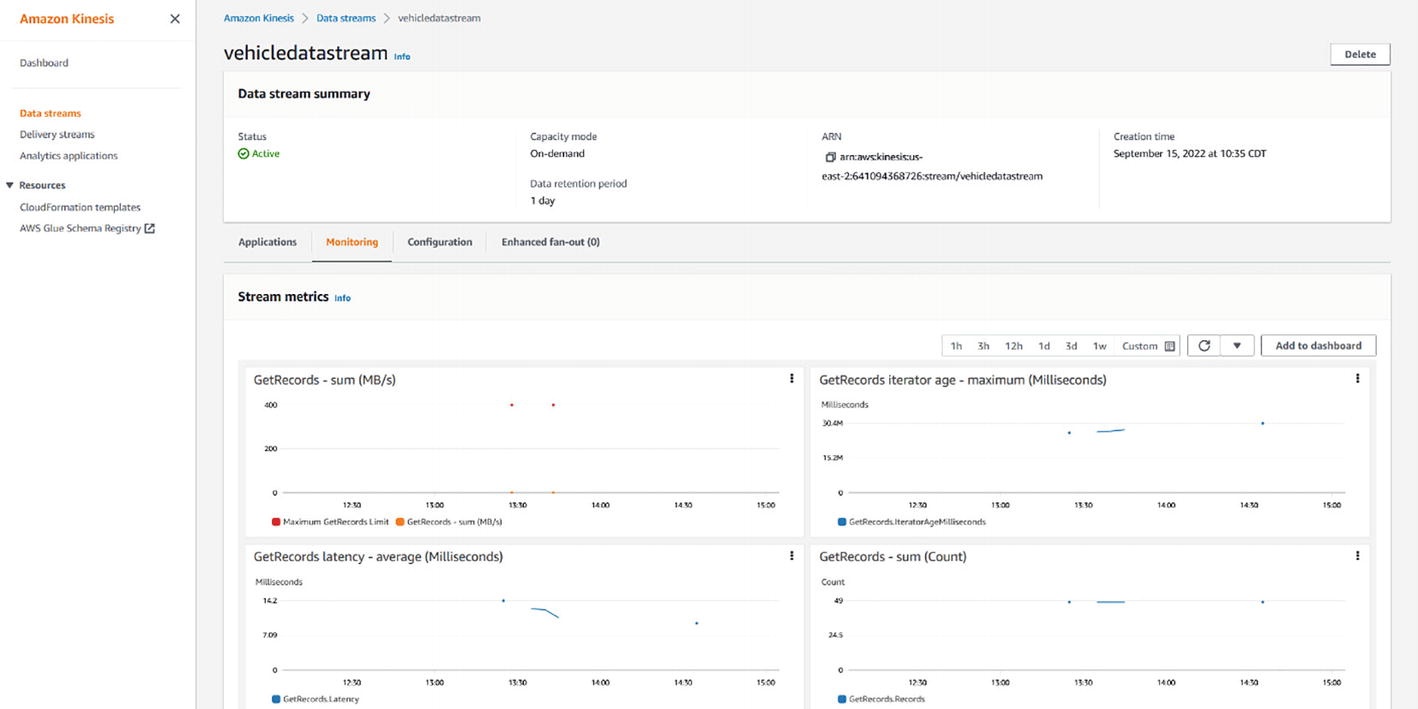 Amazon Kinesis
Dashboard
Data streams
Delivery streams
Analytics applications
Resources
CloudFormation templates
AWS Glue Schema Registry
Amazon Kinesis > Data streams > vehicledatastream
vehicledatastream Info
Delete
Data stream summary
Status
Active
Capacity mode
On-demand
Data retention period
1 day
ARN
arn:aws:kinesis:us-
east-2:641094368726:stream/vehicledatastream
Creation time
September 15, 2022 at 10:35 CDT
Applications Monitoring Configuration Enhanced fan-out (0)
Stream metrics Info
1h 3h 12h 1d 3d 1w Custom Add to dashboard
GetRecords - sum (MB/s)
400
200
0
12:30 13:00 13:30 14:00 14:30 15:00
Maximum GetRecords Limit GetRecords - sum (MB/s)
GetRecords iterator age - maximum (Milliseconds)
Milliseconds
30.4M
15.2M
0
12:30 13:00 13:30 14:00 14:30 15:00
GetRecords.IteratorAgeMilliseconds
GetRecords latency - average (Milliseconds)
Milliseconds
14.2
7.09
0
12:30 13:00 13:30 14:00 14:30 15:00
GetRecords.Latency
GetRecords - sum (Count)
Count
49
24.5
0
12:30 13:00 13:30 14:00 14:30 15:00
GetRecords.Records